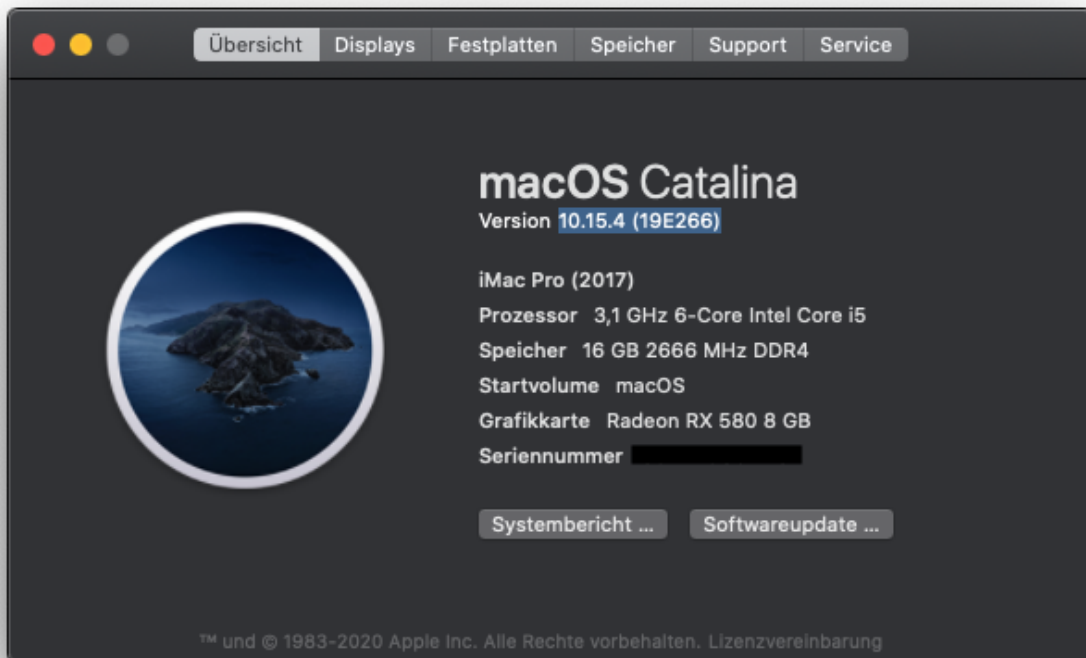 Übersicht Displays Festplatten Speicher Support Service
macOS Catalina
Version 10.15.4 (19E266)
iMac Pro (2017)
Prozessor 3,1 GHz 6-Core Intel Core i5
Speicher 16 GB 2666 MHz DDR4
Startvolume macOS
Grafikkarte Radeon RX 580 8 GB
Seriennummer
Systembericht ... Softwareupdate ...
™ und © 1983-2020 Apple Inc. Alle Rechte vorbehalten. Lizenzvereinbarung